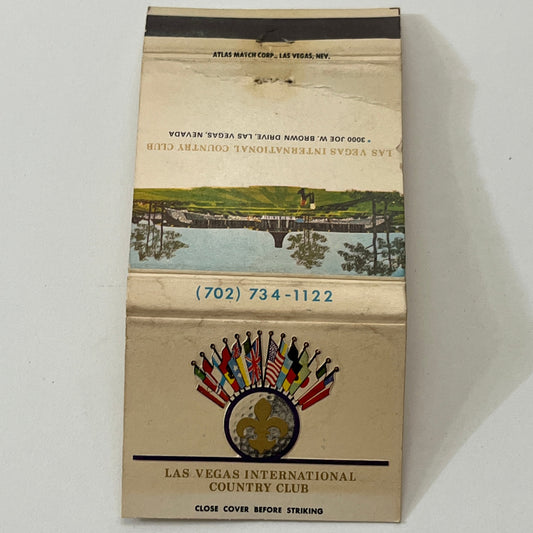 ATLAS MATCH CORP., LAS VEGAS, NEV.
LAS VEGAS INTERNATIONAL COUNTRY CLUB
* 3000 JOE W. BROWN DRIVE, LAS VEGAS, NEVADA
(702) 734-1122
LAS VEGAS INTERNATIONAL
COUNTRY CLUB
CLOSE COVER BEFORE STRIKING